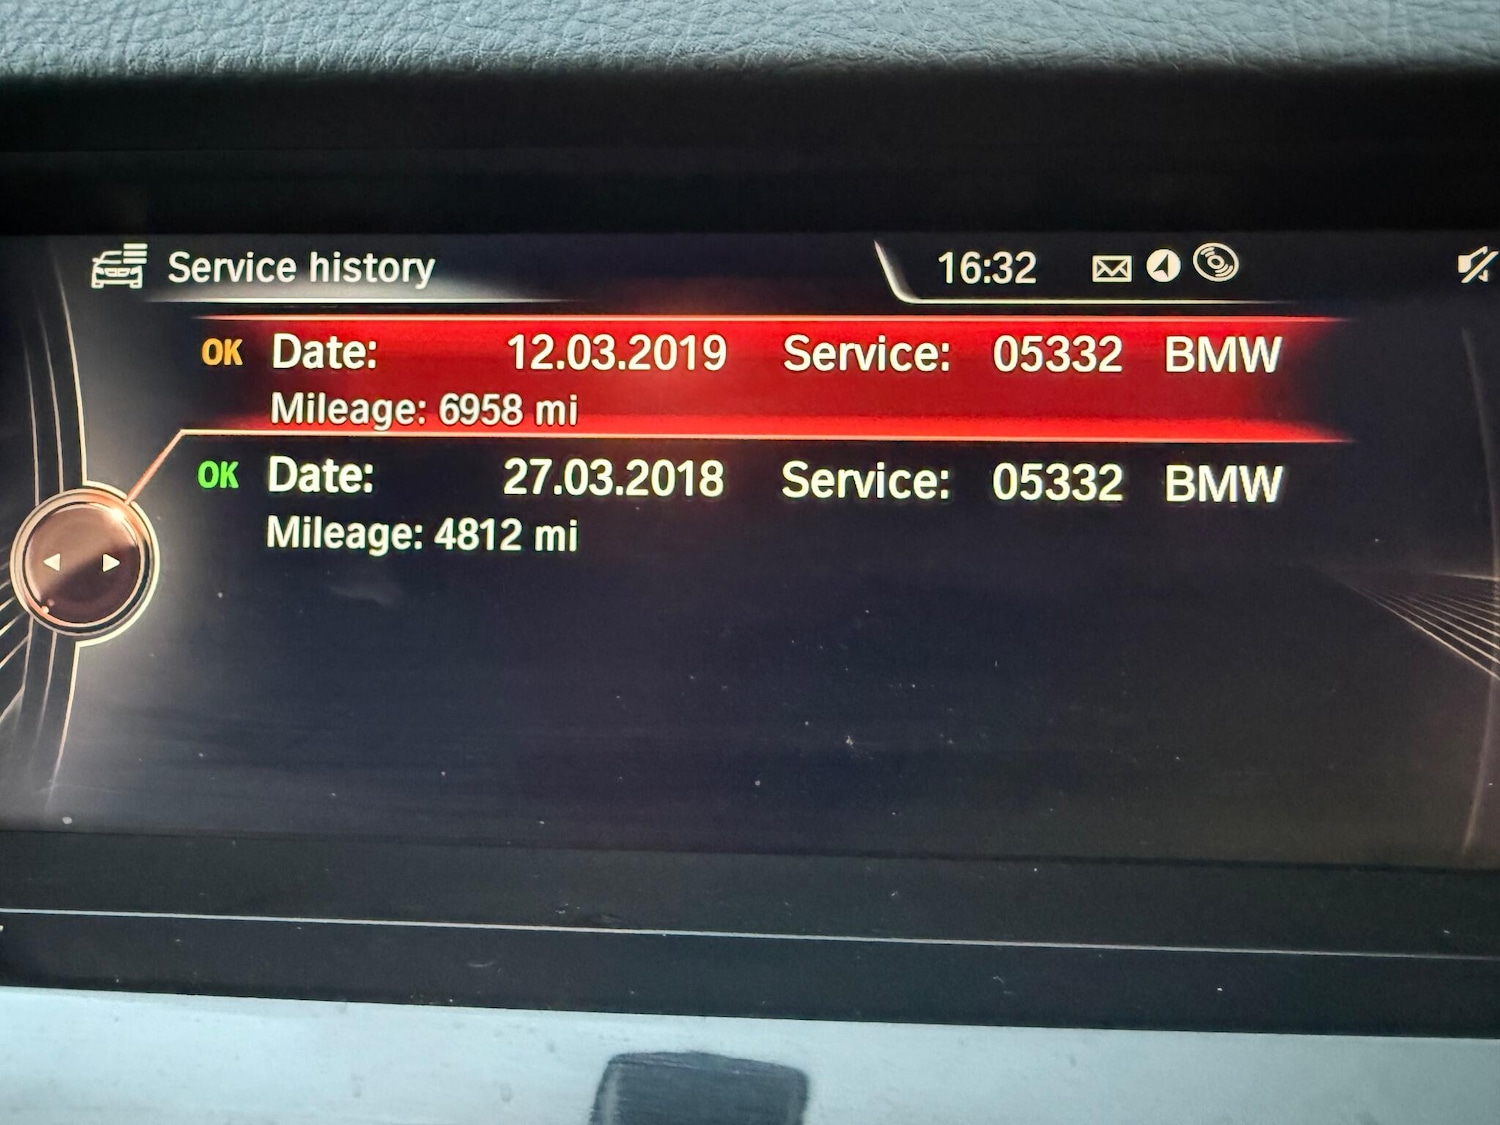 Service history 16:32
OK Date: 12.03.2019 Service: 05332 BMW
Mileage: 6958 mi
OK Date: 27.03.2018 Service: 05332 BMW
Mileage: 4812 mi